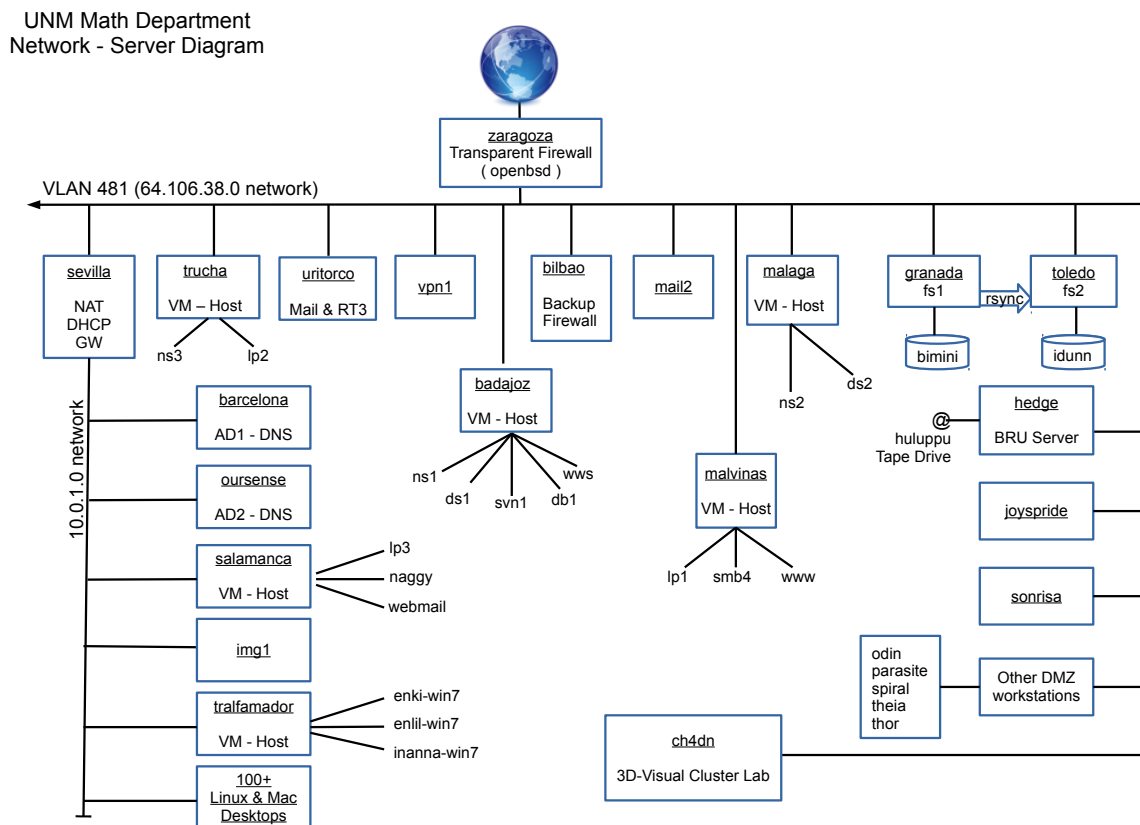 UNM Math Department
Network - Server Diagram
zaragoza
Transparent Firewall
( openbsd )
VLAN 481 (64.106.38.0 network)
sevilla
NAT
DHCP
GW
trucha
VM – Host
ns3
lp2
uritorco
Mail & RT3
vpn1
bilbao
Backup
Firewall
mail2
malaga
VM - Host
ns2
ds2
granada
fs1
rsync
toledo
fs2
bimini
idunn
badajoz
VM - Host
ns1
ds1
svn1
db1
wws
malvinas
VM - Host
lp1
smb4
www
@
huluppu
Tape Drive
hedge
BRU Server
joyspride
sonrisa
odin
parasite
spiral
theia
thor
Other DMZ
workstations
ch4dn
3D-Visual Cluster Lab
10.0.1.0 network
barcelona
AD1 - DNS
oursense
AD2 - DNS
salamanca
VM - Host
lp3
naggy
webmail
img1
tralfamador
VM - Host
enki-win7
enlil-win7
inanna-win7
100+
Linux & Mac
Desktops